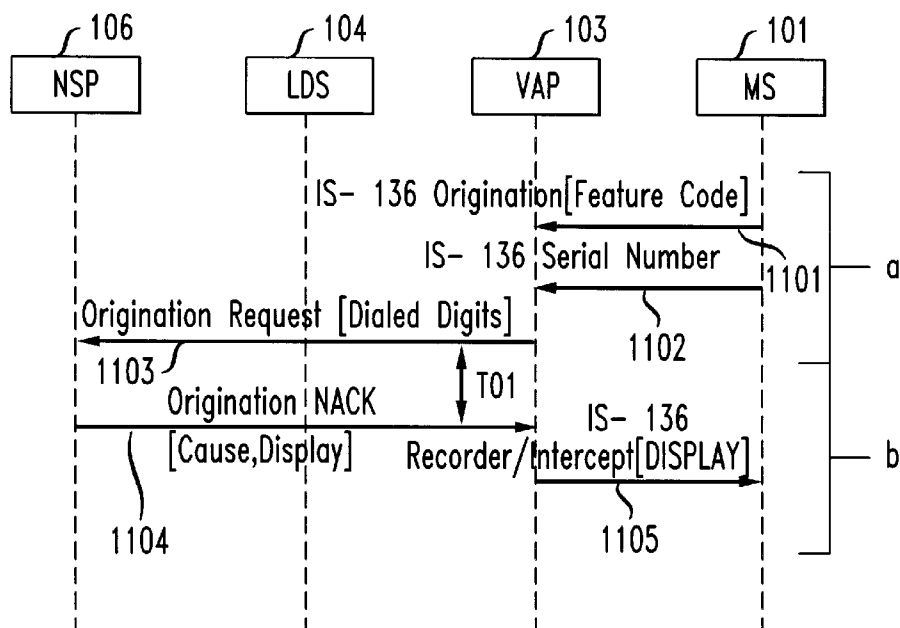 106
104
103
101
NSP
LDS
VAP
MS
IS- 136 Origination[Feature Code]
1101
IS- 136 Serial Number
a
1102
Origination Request [Dialed Digits]
1103
T01
Origination NACK
[Cause,Display]
IS- 136
Recorder/Intercept[DISPLAY]
b
1104
1105